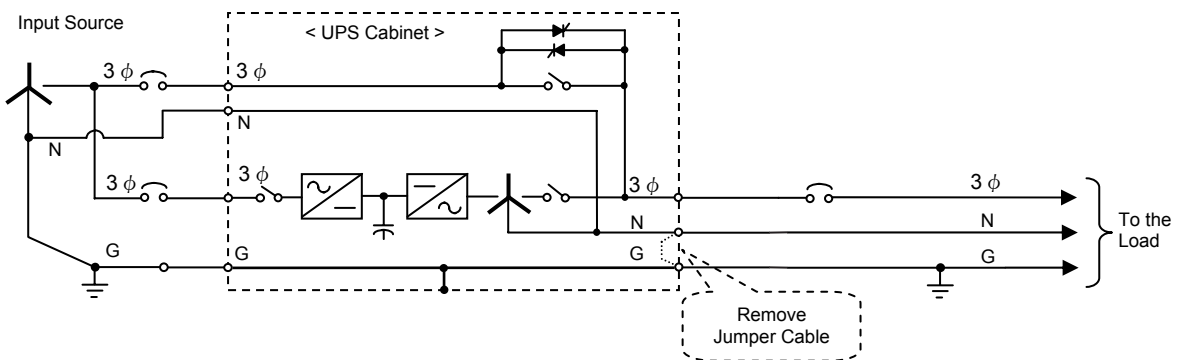 Input Source
< UPS Cabinet >
3 ϕ
3 ϕ
N
N
3 ϕ
3 ϕ
3 ϕ
3 ϕ
N
N
To the
Load
G
G
G
G
Remove
Jumper Cable